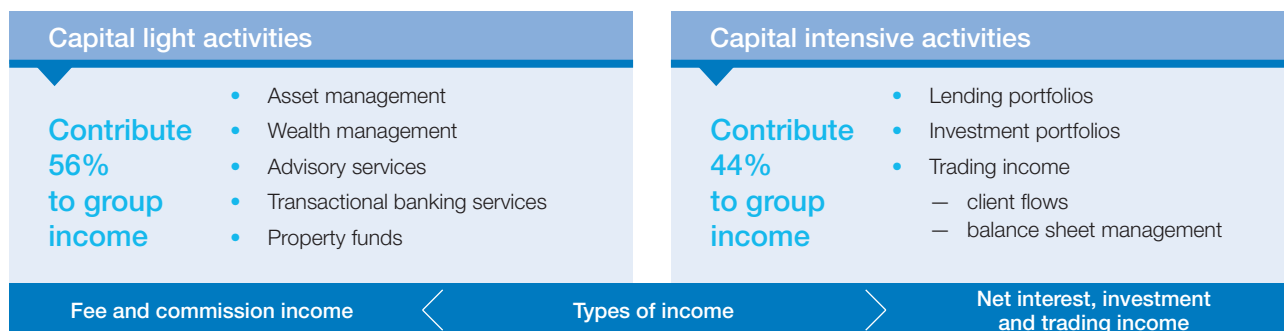 Capital light activities
Contribute
56%
to group
income
• Asset management
• Wealth management
• Advisory services
• Transactional banking services
• Property funds
Capital intensive activities
Contribute
44%
to group
income
• Lending portfolios
• Investment portfolios
• Trading income
— client flows
— balance sheet management
Fee and commission income
Types of income
Net interest, investment
and trading income